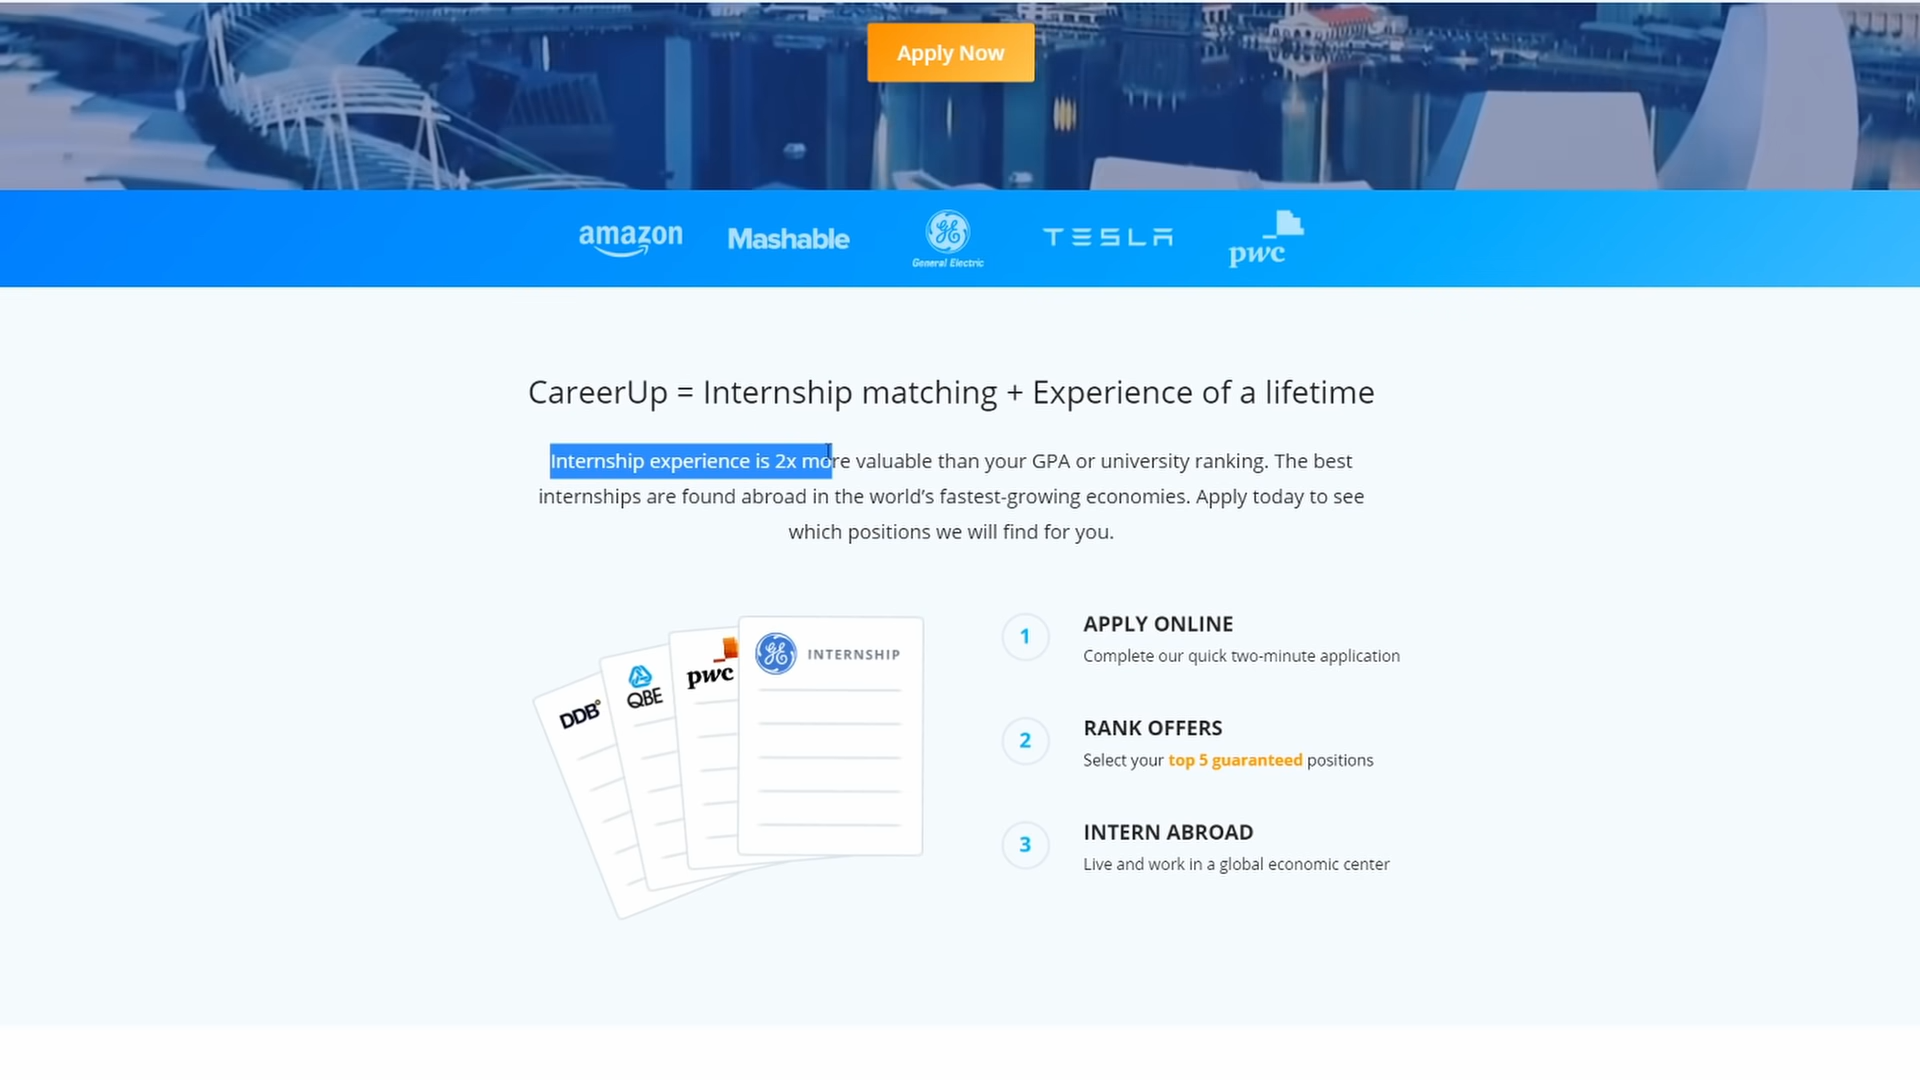 Apply Now
amazon
Mashable
GE
General Electric
TESLA
pwc
CareerUp = Internship matching + Experience of a lifetime
Internship experience is 2x more valuable than your GPA or university ranking. The best
internships are found abroad in the world’s fastest-growing economies. Apply today to see
which positions we will find for you.
DDB
QBE
pwc
GE INTERNSHIP
1 APPLY ONLINE
Complete our quick two-minute application
2 RANK OFFERS
Select your top 5 guaranteed positions
3 INTERN ABROAD
Live and work in a global economic center